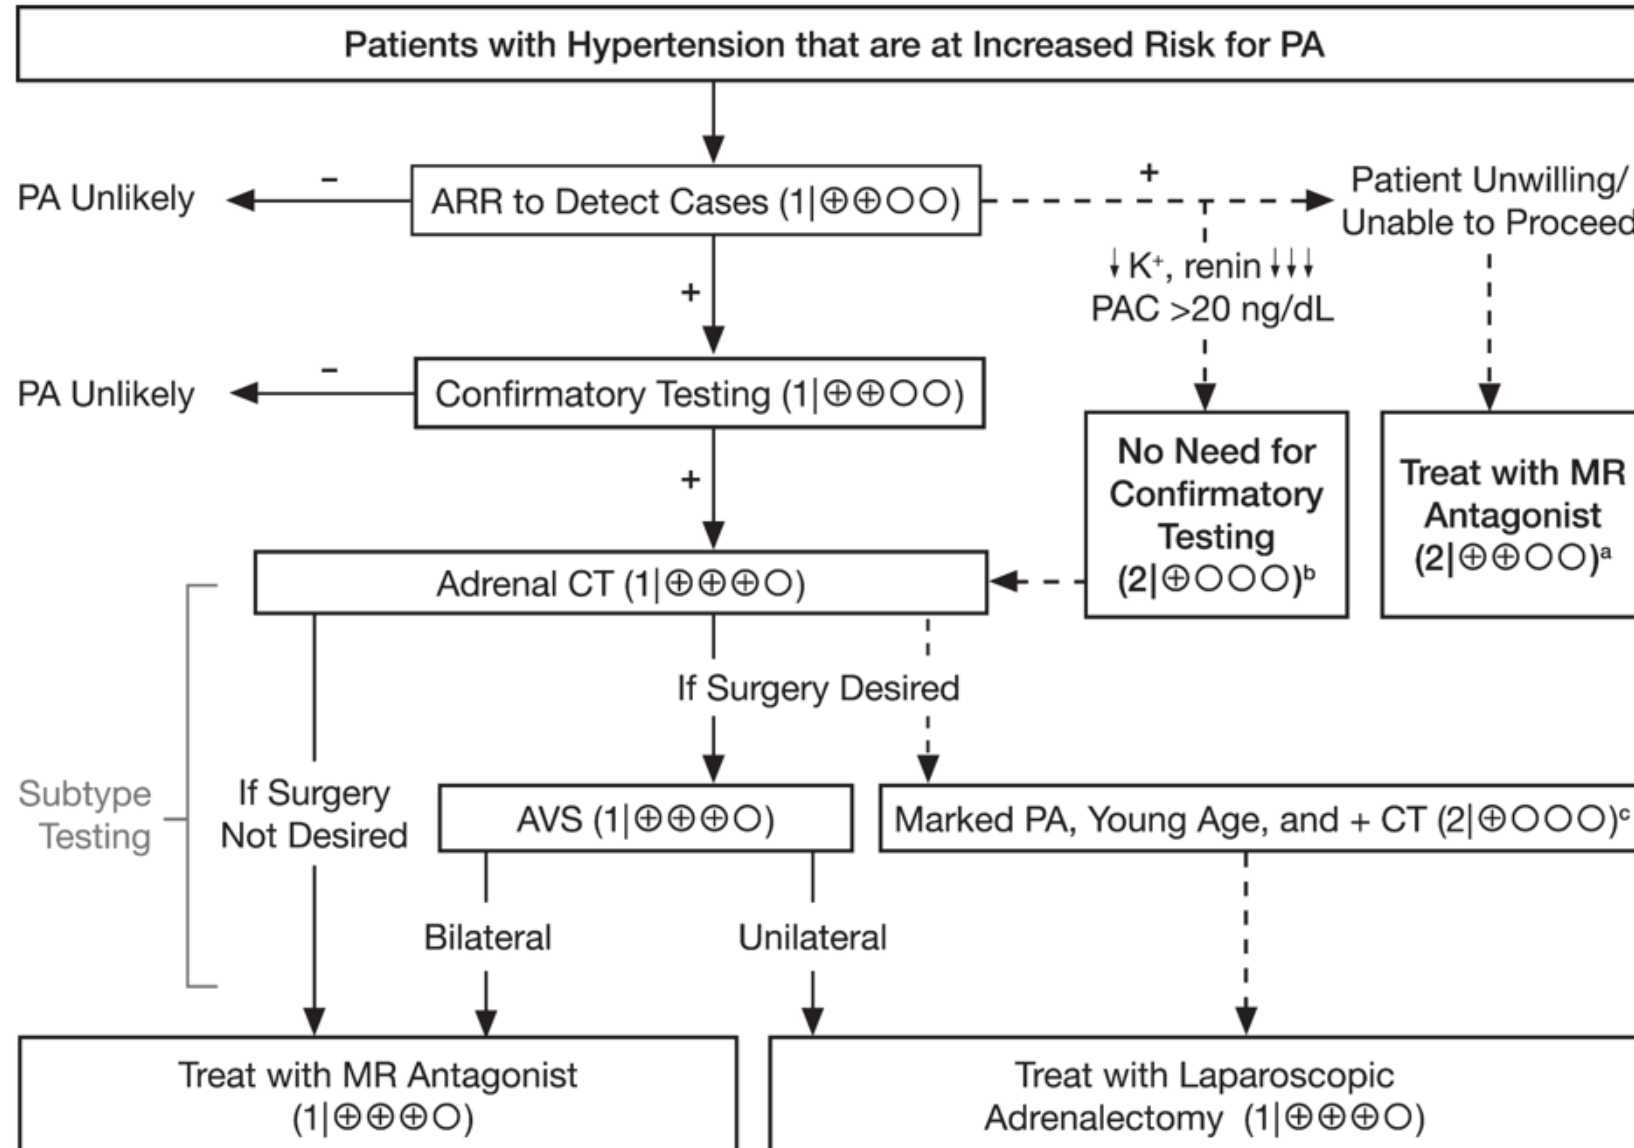 Patients with Hypertension that are at Increased Risk for PA
PA Unlikely
−
ARR to Detect Cases (1|⊕⊕○○)
+
Patient Unwilling/
Unable to Proceed
↓K⁺, renin ↓↓↓
PAC >20 ng/dL
+
PA Unlikely
−
Confirmatory Testing (1|⊕⊕○○)
+
No Need for
Confirmatory
Testing
(2|⊕○○○)ᵇ
Treat with MR
Antagonist
(2|⊕⊕○○)ᵃ
Adrenal CT (1|⊕⊕⊕○)
If Surgery Desired
Subtype
Testing
If Surgery
Not Desired
AVS (1|⊕⊕⊕○)
Marked PA, Young Age, and + CT (2|⊕○○○)ᶜ
Bilateral
Unilateral
Treat with MR Antagonist
(1|⊕⊕⊕○)
Treat with Laparoscopic
Adrenalectomy (1|⊕⊕⊕○)